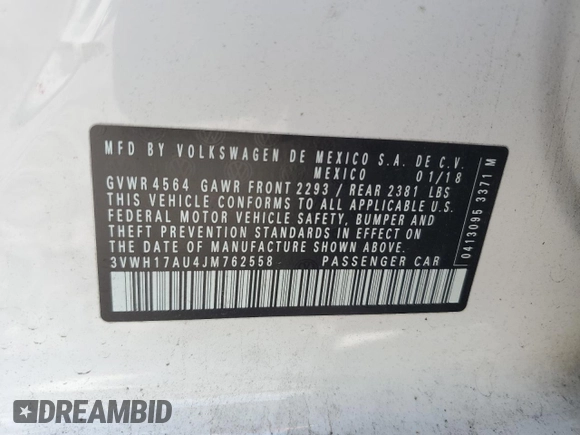 MFD BY VOLKSWAGEN DE MEXICO S.A. DE C.V.
MEXICO 01/18
GVWR 4564 GAWR FRONT 2293 / REAR 2381 LBS
THIS VEHICLE CONFORMS TO ALL APPLICABLE U.S.
FEDERAL MOTOR VEHICLE SAFETY, BUMPER AND
THEFT PREVENTION STANDARDS IN EFFECT ON
THE DATE OF MANUFACTURE SHOWN ABOVE.
3VWH17AU4JM762558 PASSENGER CAR
0413095 3371 M
DREAMBID